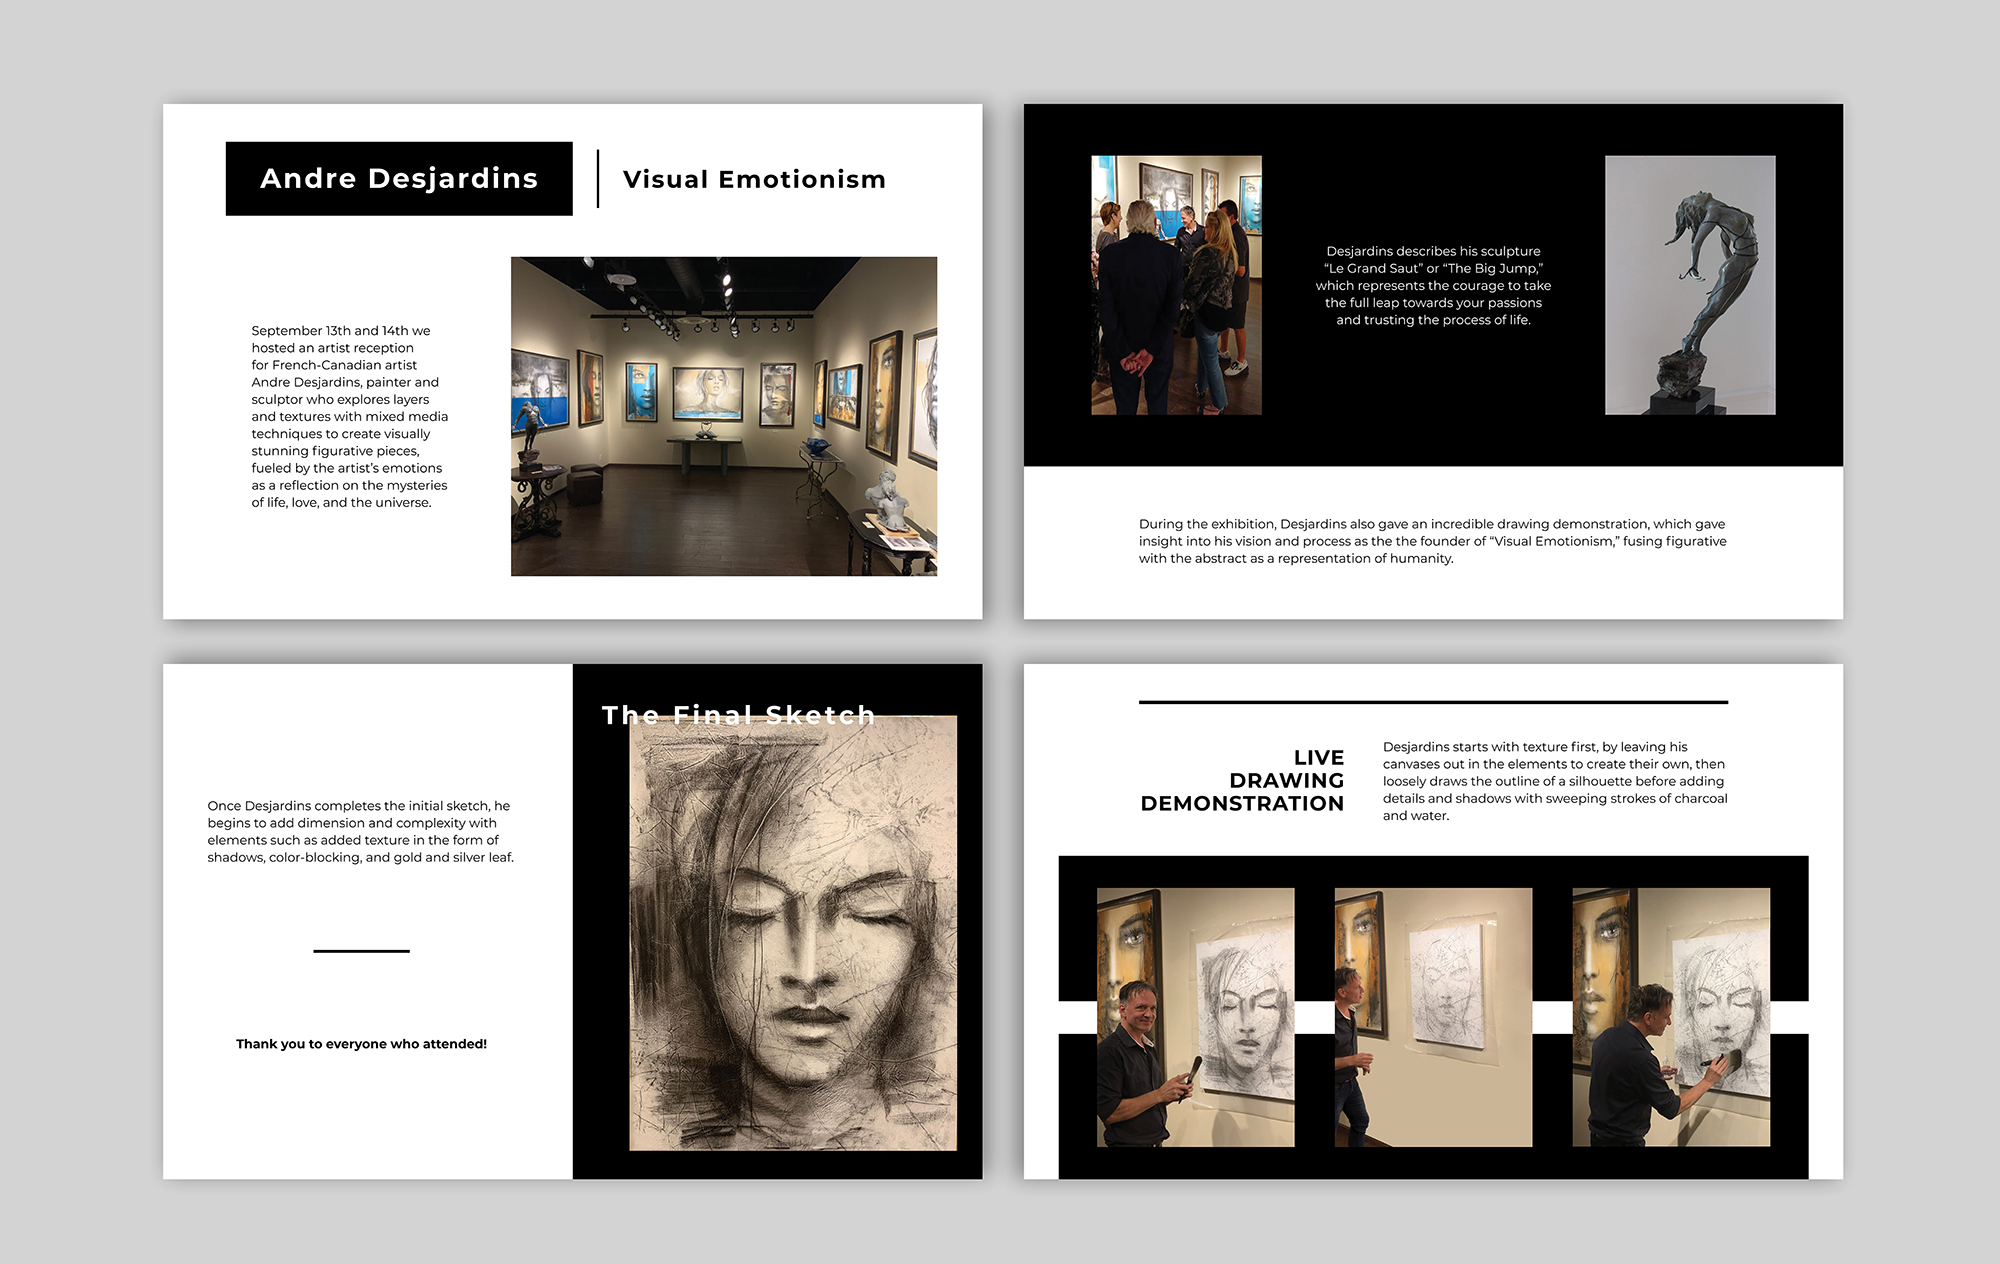 Andre Desjardins
Visual Emotionism
September 13th and 14th we
hosted an artist reception
for French-Canadian artist
Andre Desjardins, painter and
sculptor who explores layers
and textures with mixed media
techniques to create visually
stunning figurative pieces,
fueled by the artist's emotions
as a reflection on the mysteries
of life, love, and the universe.
Desjardins describes his sculpture
“Le Grand Saut” or “The Big Jump,”
which represents the courage to take
the full leap towards your passions
and trusting the process of life.
During the exhibition, Desjardins also gave an incredible drawing demonstration, which gave
insight into his vision and process as the the founder of “Visual Emotionism,” fusing figurative
with the abstract as a representation of humanity.
Once Desjardins completes the initial sketch, he
begins to add dimension and complexity with
elements such as added texture in the form of
shadows, color-blocking, and gold and silver leaf.
Thank you to everyone who attended!
The Final Sketch
LIVE
DRAWING
DEMONSTRATION
Desjardins starts with texture first, by leaving his
canvases out in the elements to create their own, then
loosely draws the outline of a silhouette before adding
details and shadows with sweeping strokes of charcoal
and water.